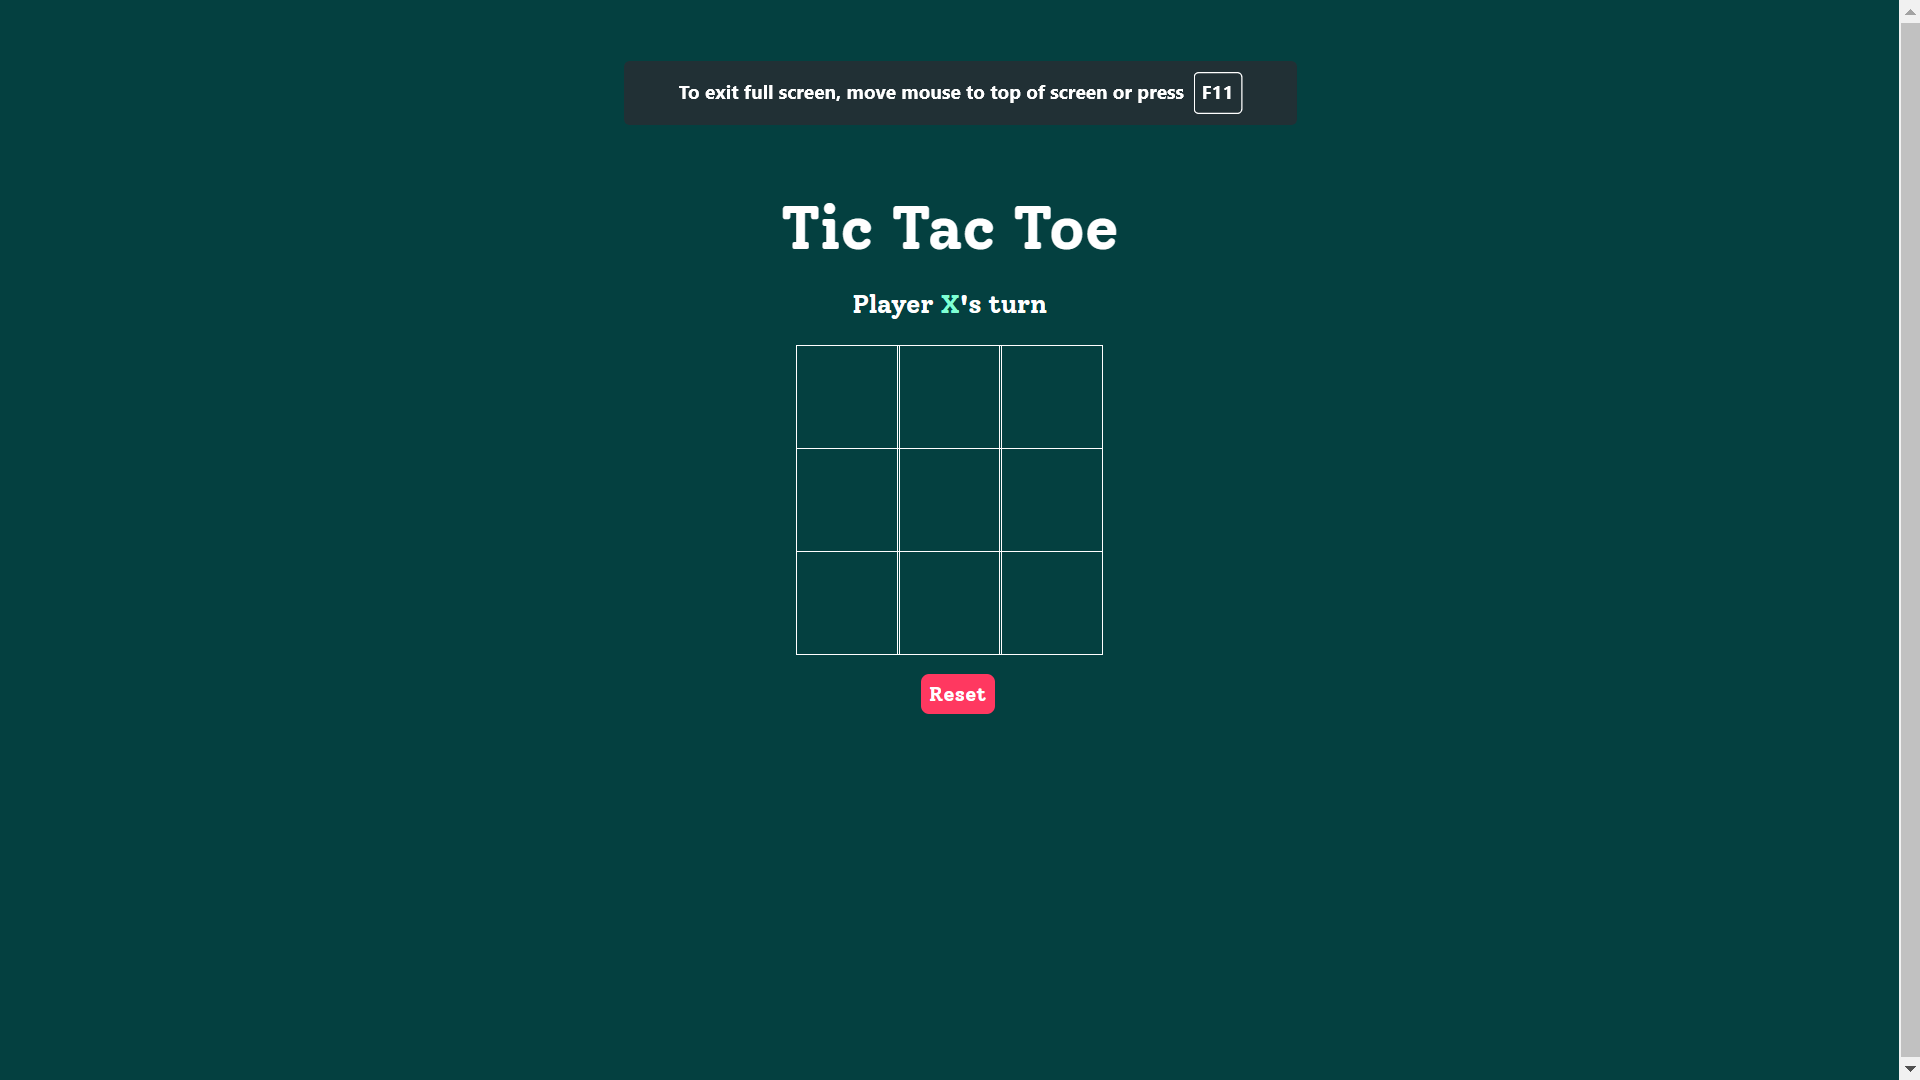 To exit full screen, move mouse to top of screen or press F11
Tic Tac Toe
Player X's turn
Reset